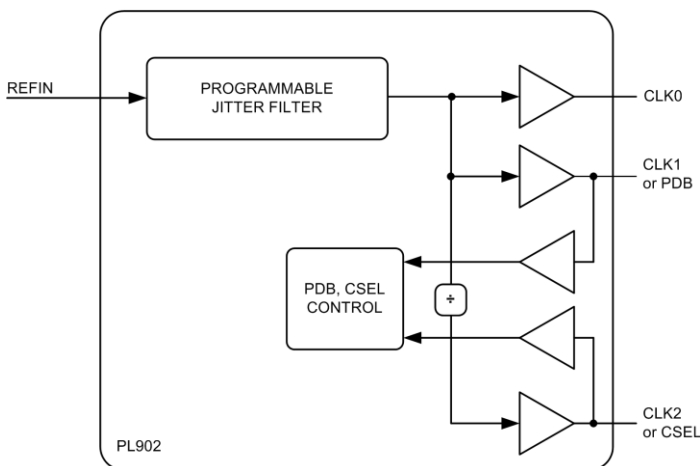 REFIN
PROGRAMMABLE
JITTER FILTER
CLK0
CLK1
or PDB
PDB, CSEL
CONTROL
÷
CLK2
or CSEL
PL902